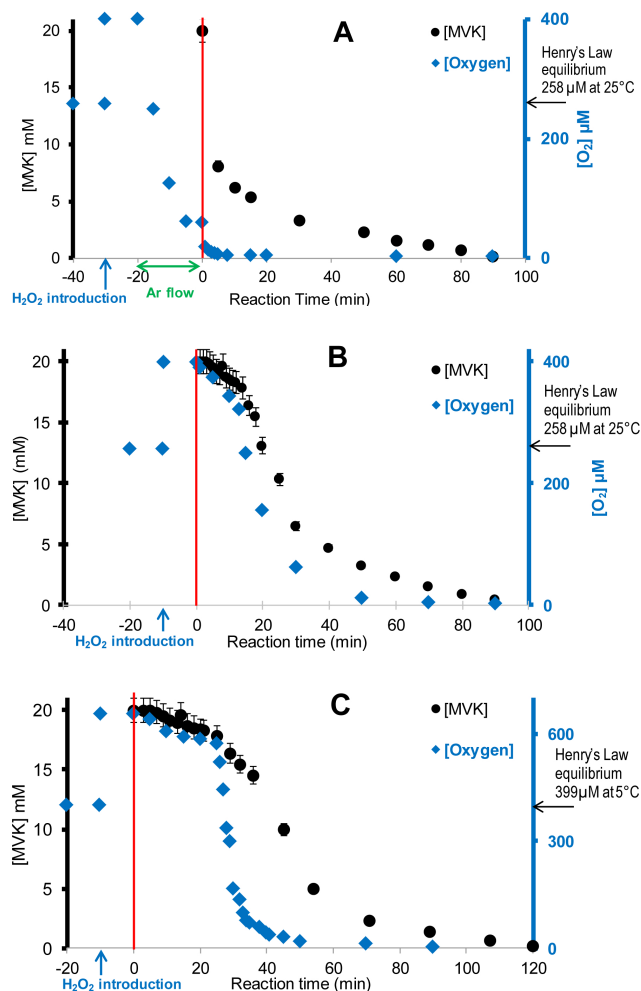 A
[MVK]
[Oxygen]
Henry's Law
equilibrium
258 µM at 25°C
[MVK] mM
[O₂] µM
20
15
10
5
0
400
200
0
-40
-20
0
20
40
60
80
100
H₂O₂ introduction
Ar flow
Reaction Time (min)
B
[MVK]
[Oxygen]
Henry's Law
equilibrium
258 µM at 25°C
[MVK] (mM)
[O₂] µM
20
15
10
5
0
400
200
0
-40
-20
0
20
40
60
80
100
H₂O₂ introduction
Reaction time (min)
C
[MVK]
[Oxygen]
Henry's Law
equilibrium
399µM at 5°C
[MVK] mM
20
15
10
5
0
600
300
0
-20
0
20
40
60
80
100
120
H₂O₂ introduction
Reaction time (min)